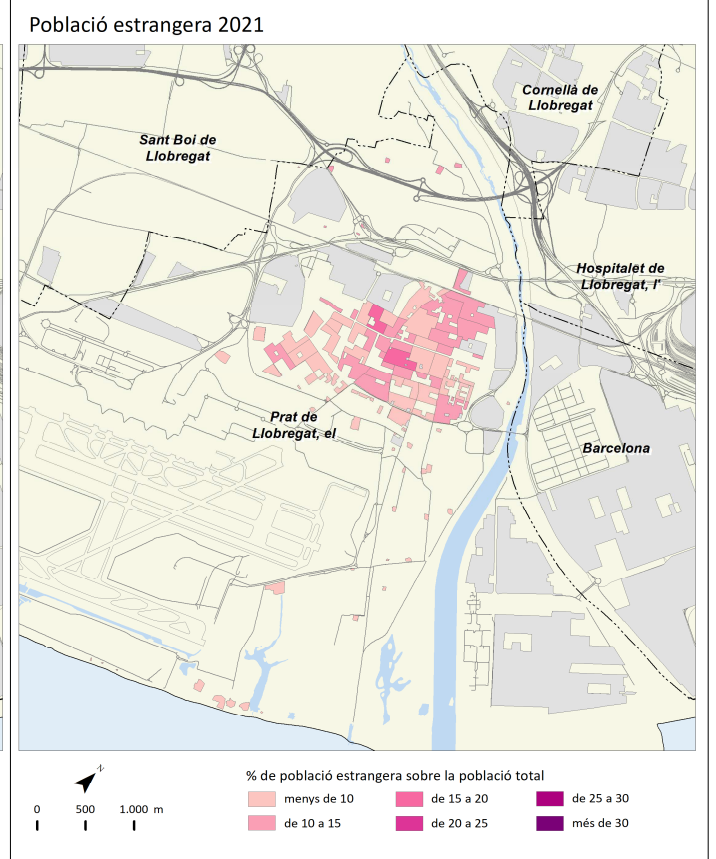 Població estrangera 2021
Cornellà de
Llobregat
Sant Boi de
Llobregat
Hospitalet de
Llobregat, l'
Prat de
Llobregat, el
Barcelona
N
0 500 1.000 m
% de població estrangera sobre la població total
menys de 10
de 15 a 20
de 25 a 30
de 10 a 15
de 20 a 25
més de 30